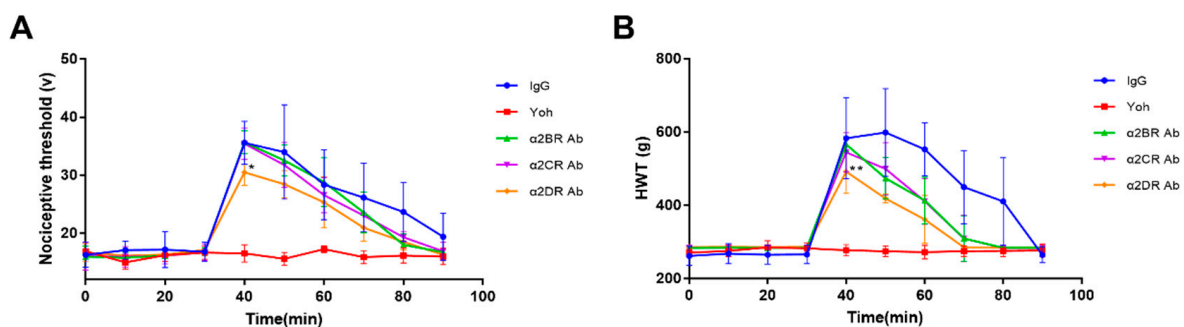 A
Nociceptive threshold (v)
50
40
30
20
0
20
40
60
80
100
Time(min)
*
IgG
Yoh
α2BR Ab
α2CR Ab
α2DR Ab
B
HWT (g)
800
600
400
200
0
20
40
60
80
100
Time(min)
**
IgG
Yoh
α2BR Ab
α2CR Ab
α2DR Ab